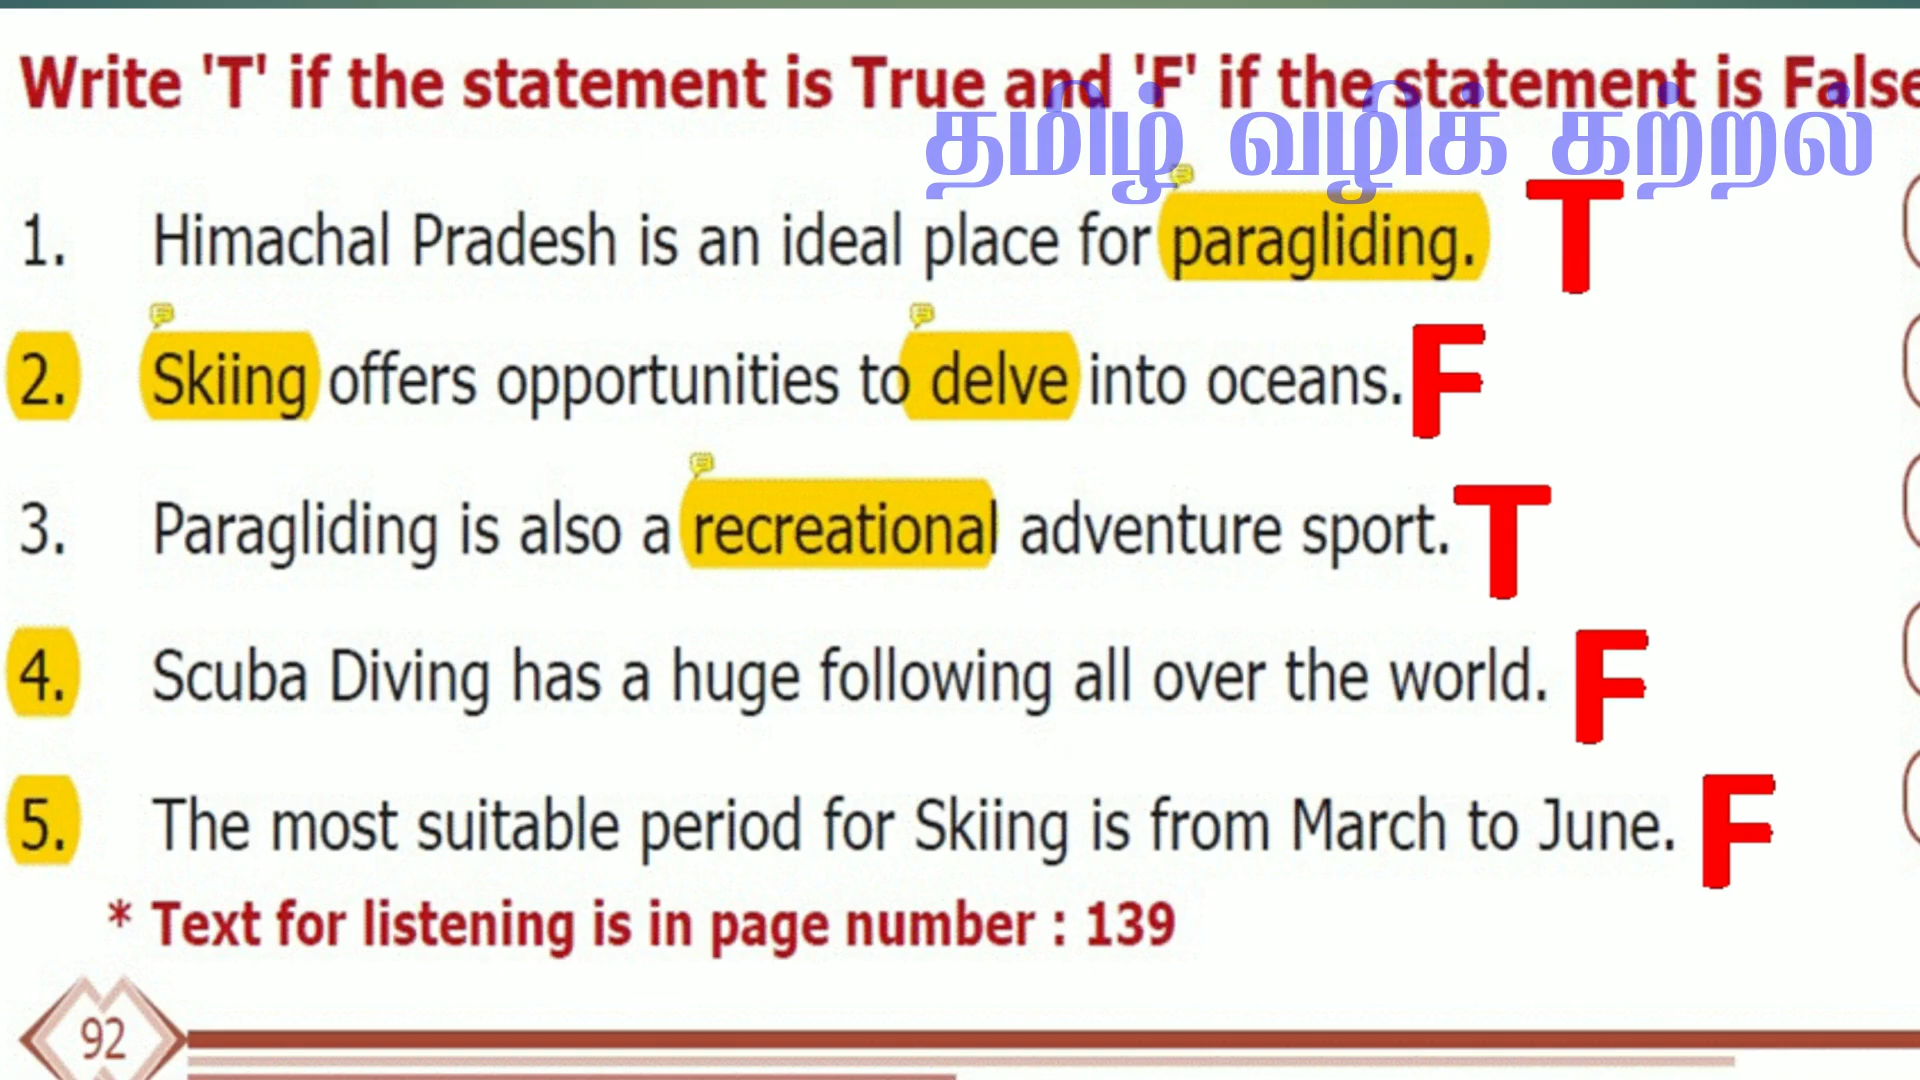 Write 'T' if the statement is True and 'F' if the statement is False
தமிழ் வழிக் கற்றல்
1. Himachal Pradesh is an ideal place for paragliding. T
2. Skiing offers opportunities to delve into oceans. F
3. Paragliding is also a recreational adventure sport. T
4. Scuba Diving has a huge following all over the world. F
5. The most suitable period for Skiing is from March to June. F
* Text for listening is in page number : 139
92